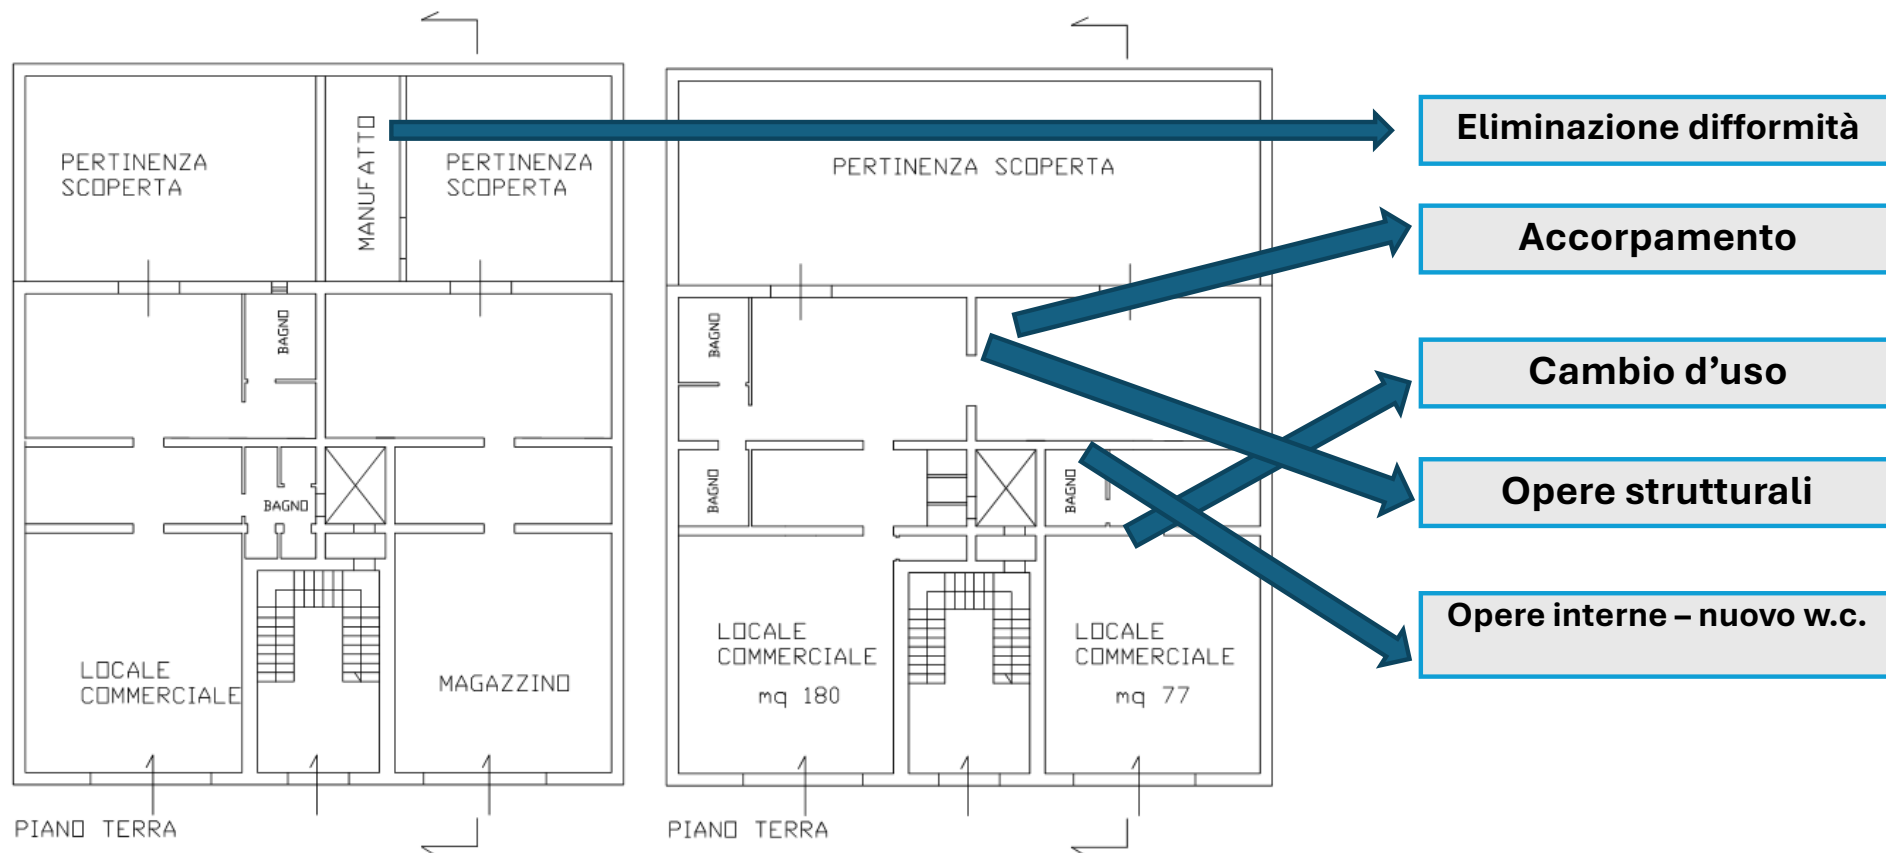 PERTINENZA
SCOPERTA
MANUFATTO
PERTINENZA
SCOPERTA
BAGNO
BAGNO
LOCALE
COMMERCIALE
MAGAZZINO
PIANO TERRA
PERTINENZA SCOPERTA
BAGNO
BAGNO
BAGNO
LOCALE
COMMERCIALE
mq 180
LOCALE
COMMERCIALE
mq 77
PIANO TERRA
Eliminazione difformità
Accorpamento
Cambio d’uso
Opere strutturali
Opere interne – nuovo w.c.